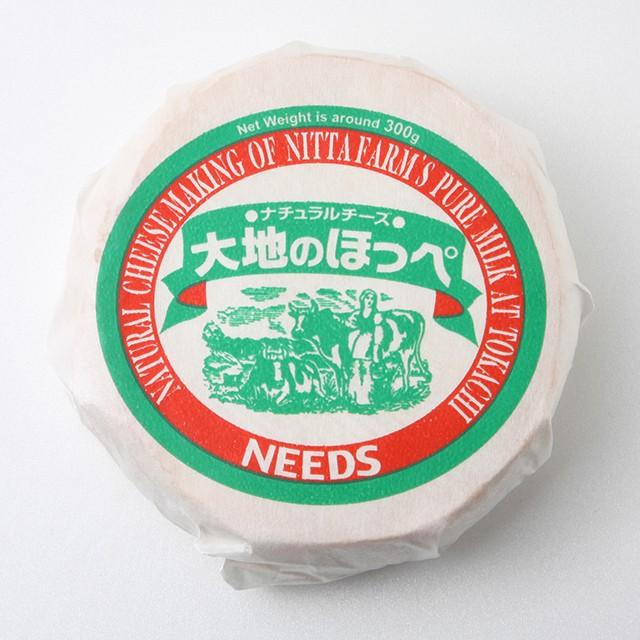 Net Weight is around 300g
NATURAL CHEESE MAKING OF NITTA FARM'S PURE MILK AT TOKACHI
●ナチュラルチーズ●
大地のほっぺ
NEEDS